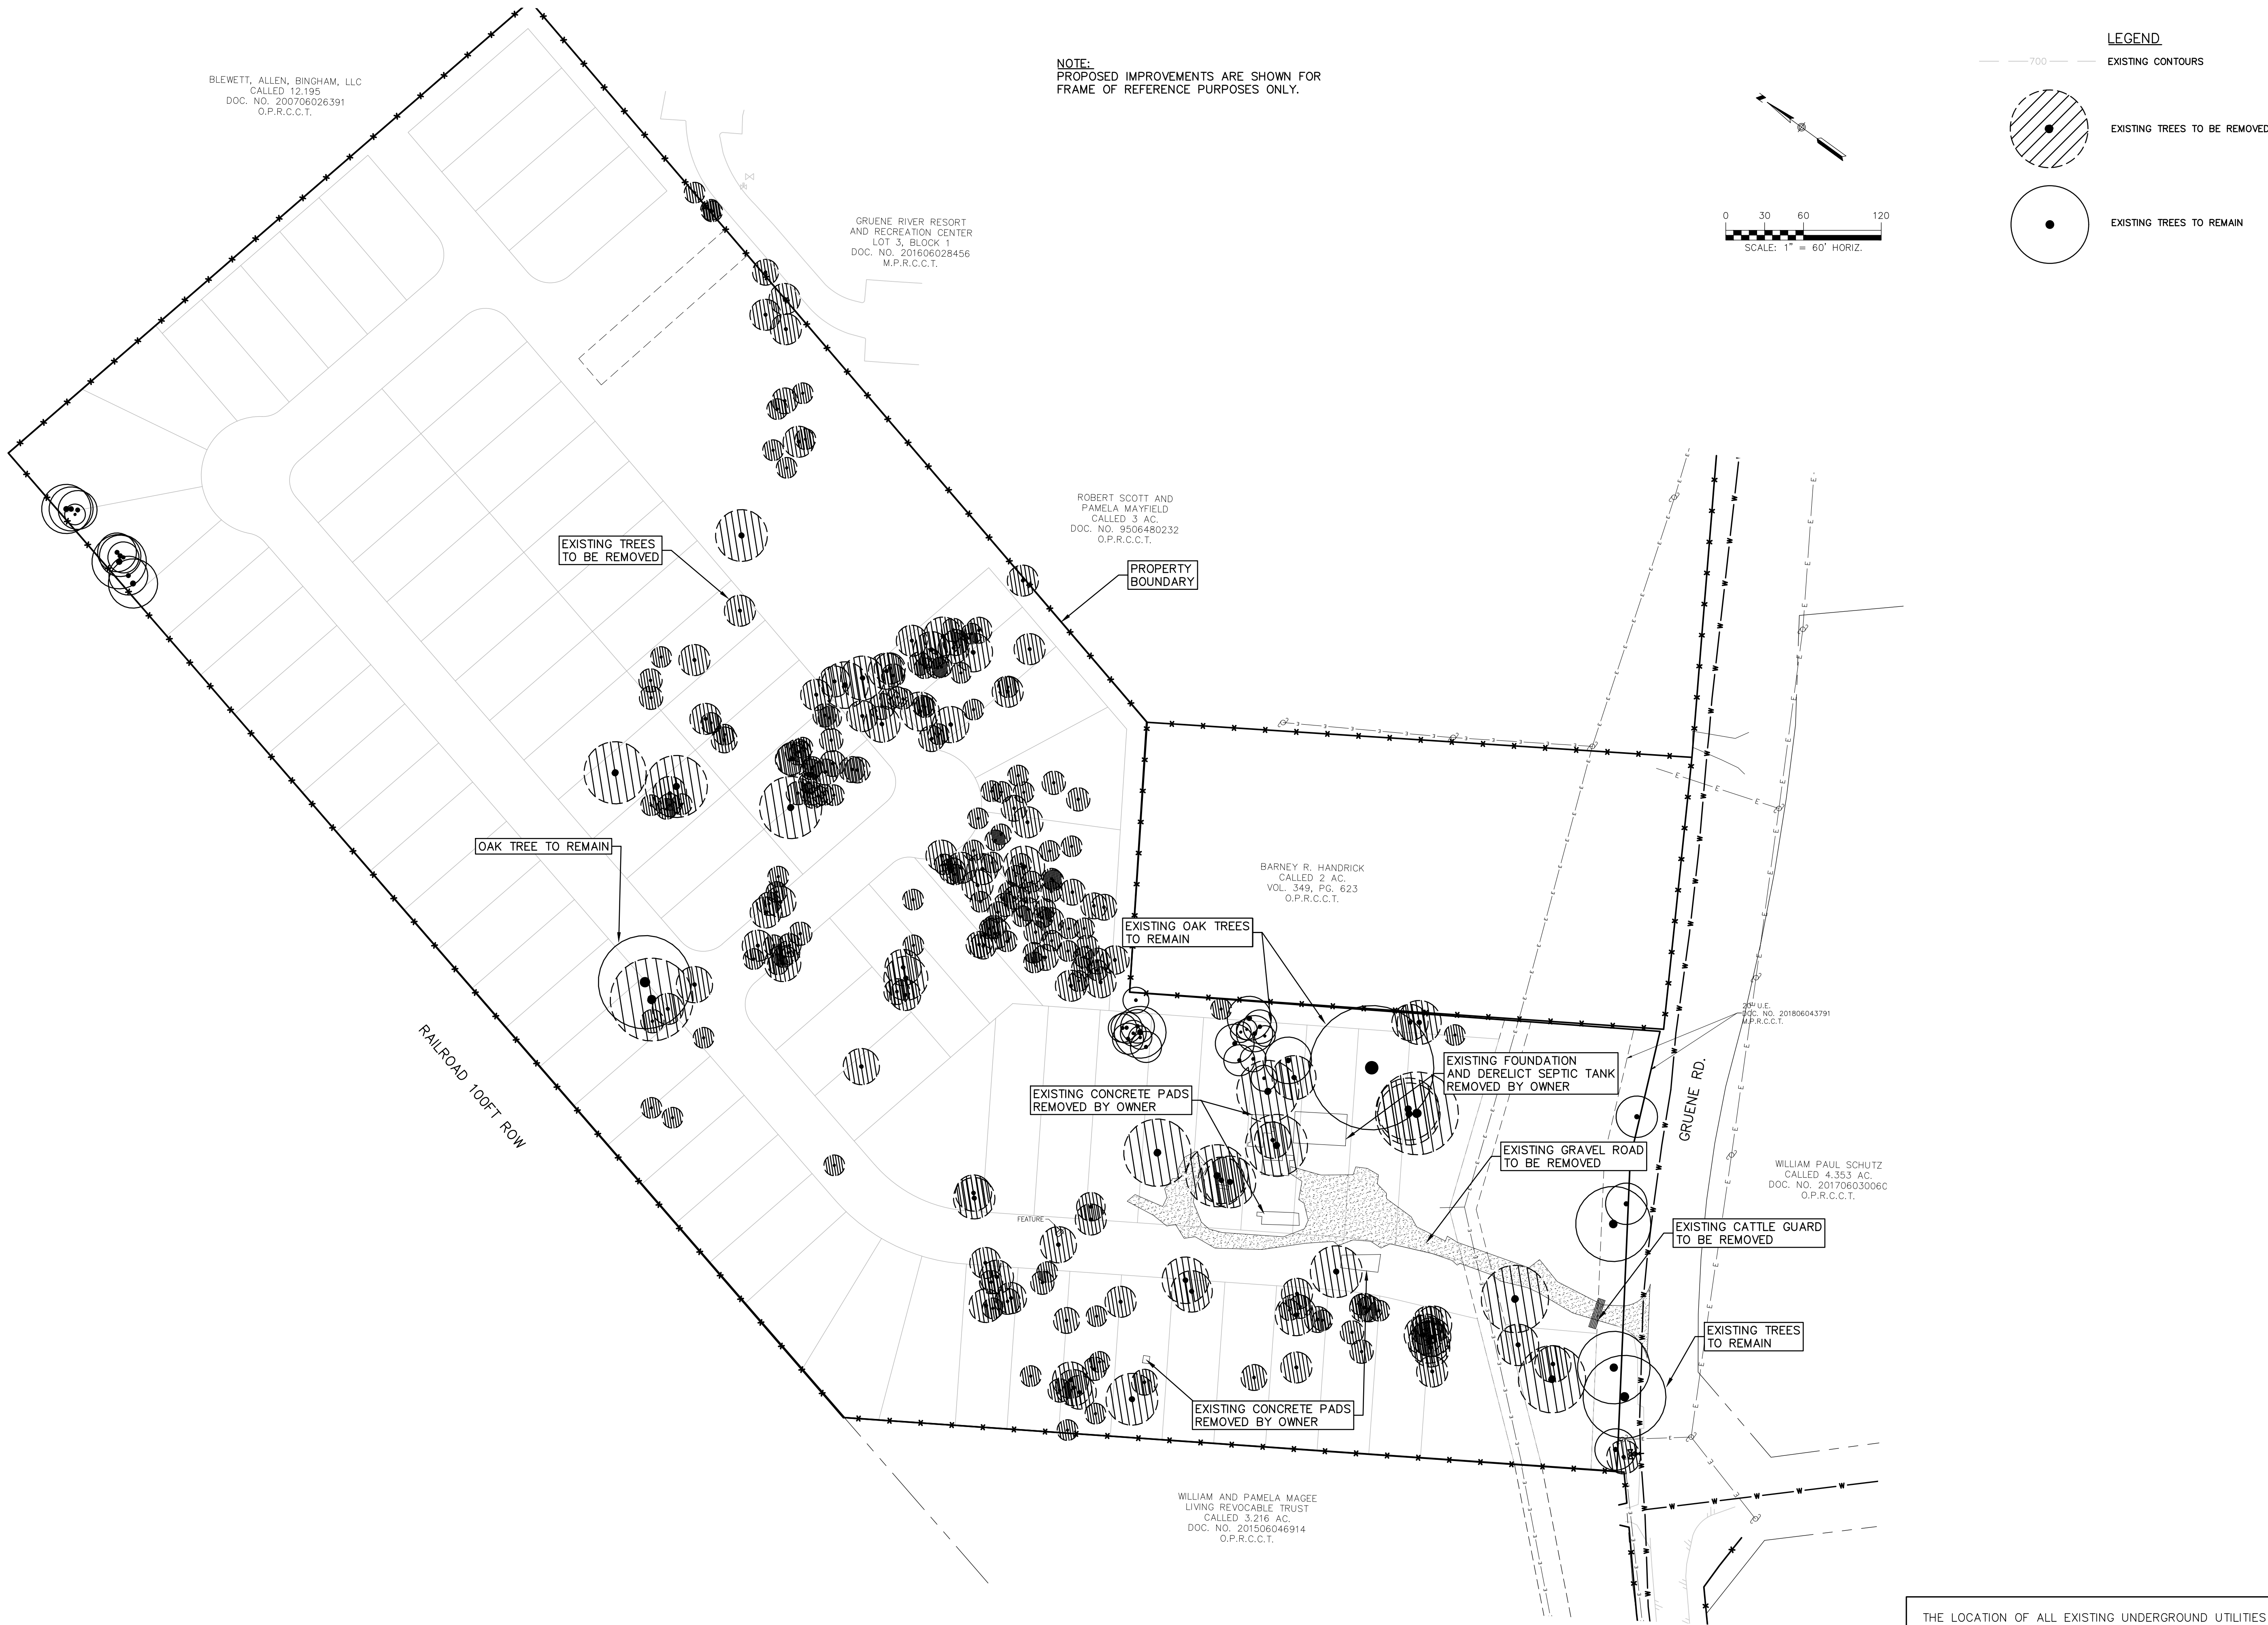 BLEWETT, ALLEN, BINGHAM, LLC
CALLED 12.195
DOC. NO. 200706026391
O.P.R.C.C.T.
NOTE:
PROPOSED IMPROVEMENTS ARE SHOWN FOR
FRAME OF REFERENCE PURPOSES ONLY.
LEGEND
700
EXISTING CONTOURS
EXISTING TREES TO BE REMOVED
EXISTING TREES TO REMAIN
N
0 30 60 120
SCALE: 1" = 60' HORIZ.
GRUENE RIVER RESORT
AND RECREATION CENTER
LOT 3, BLOCK 1
DOC. NO. 201606028456
M.P.R.C.C.T.
ROBERT SCOTT AND
PAMELA MAYFIELD
CALLED 3 AC.
DOC. NO. 9506480232
O.P.R.C.C.T.
EXISTING TREES
TO BE REMOVED
PROPERTY
BOUNDARY
OAK TREE TO REMAIN
BARNEY R. HANDRICK
CALLED 2 AC.
VOL. 349, PG. 623
O.P.R.C.C.T.
EXISTING OAK TREES
TO REMAIN
20' U.E.
DOC. NO. 201806043791
M.P.R.C.C.T.
RAILROAD 100FT ROW
EXISTING FOUNDATION
AND DERELICT SEPTIC TANK
REMOVED BY OWNER
EXISTING CONCRETE PADS
REMOVED BY OWNER
GRUENE RD.
EXISTING GRAVEL ROAD
TO BE REMOVED
WILLIAM PAUL SCHUTZ
CALLED 4.353 AC.
DOC. NO. 20170603006C
O.P.R.C.C.T.
FEATURE
EXISTING CATTLE GUARD
TO BE REMOVED
EXISTING TREES
TO REMAIN
EXISTING CONCRETE PADS
REMOVED BY OWNER
WILLIAM AND PAMELA MAGEE
LIVING REVOCABLE TRUST
CALLED 3.216 AC.
DOC. NO. 201506046914
O.P.R.C.C.T.
THE LOCATION OF ALL EXISTING UNDERGROUND UTILITIES